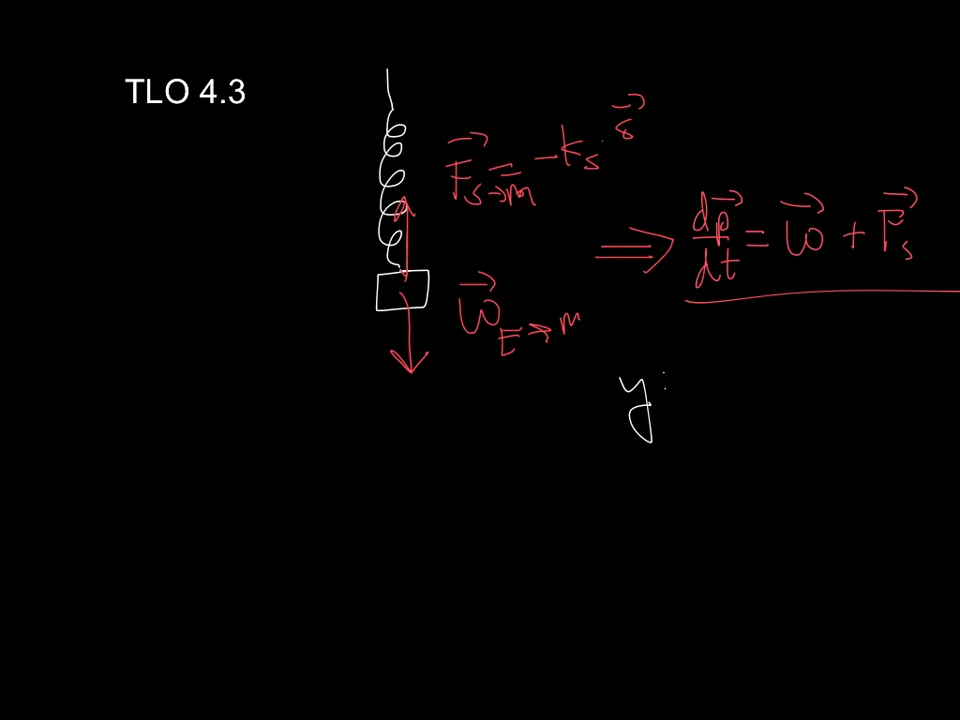 TLO 4.3
F⃗ₛ→ₘ = -kₛ · s⃗
⟹ dp⃗/dt = w⃗ + F⃗ₛ
w⃗ E→m
y: